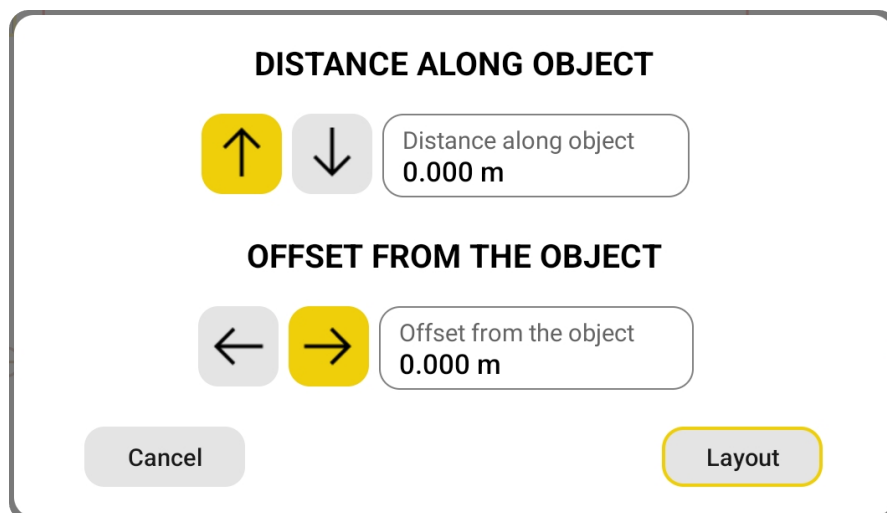 DISTANCE ALONG OBJECT
Distance along object
0.000 m
OFFSET FROM THE OBJECT
Offset from the object
0.000 m
Cancel
Layout